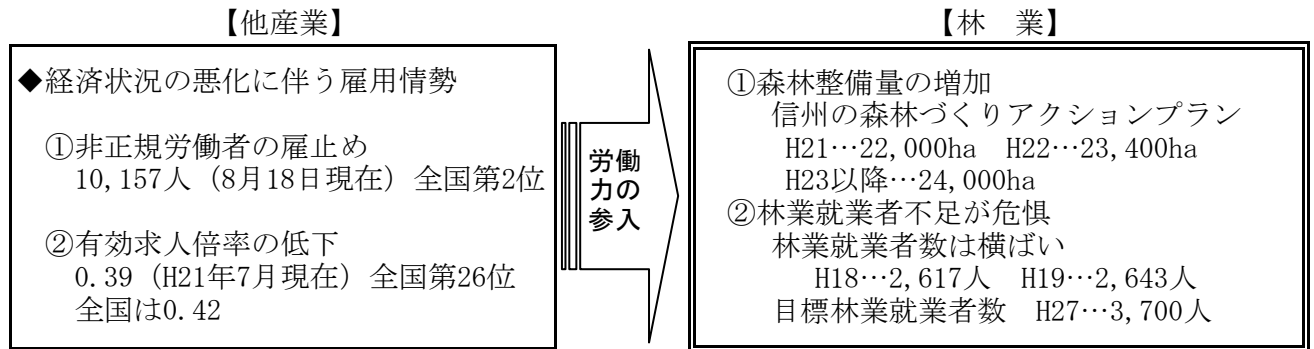 【他産業】
◆経済状況の悪化に伴う雇用情勢
①非正規労働者の雇止め
10,157人（8月18日現在）全国第2位
②有効求人倍率の低下
0.39（H21年7月現在）全国第26位
全国は0.42
労働
力の
参入
【林　業】
①森林整備量の増加
信州の森林づくりアクションプラン
H21…22,000ha　H22…23,400ha
H23以降…24,000ha
②林業就業者不足が危惧
林業就業者数は横ばい
H18…2,617人　H19…2,643人
目標林業就業者数　H27…3,700人